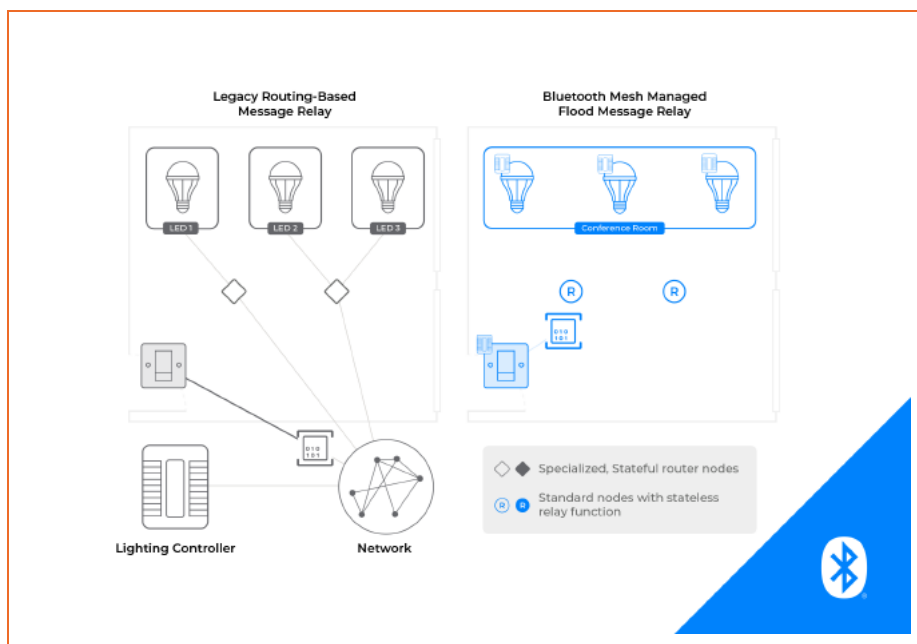 Legacy Routing-Based
Message Relay
Bluetooth Mesh Managed
Flood Message Relay
LED 1
LED 2
LED 3
Conference Room
R
R
010
101
010
101
Specialized, Stateful router nodes
R
R
Standard nodes with stateless
relay function
Lighting Controller
Network